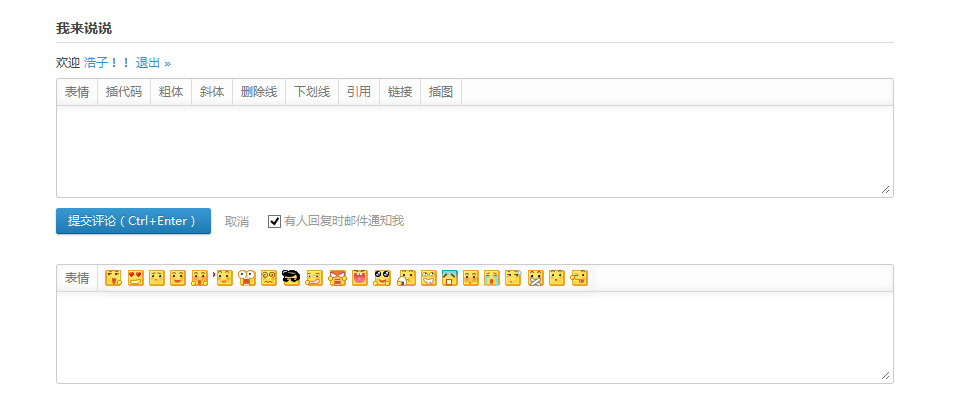 我来说说
欢迎 浩子！！ 退出 »
表情 插代码 粗体 斜体 删除线 下划线 引用 链接 插图
提交评论（Ctrl+Enter） 取消 有人回复时邮件通知我
表情